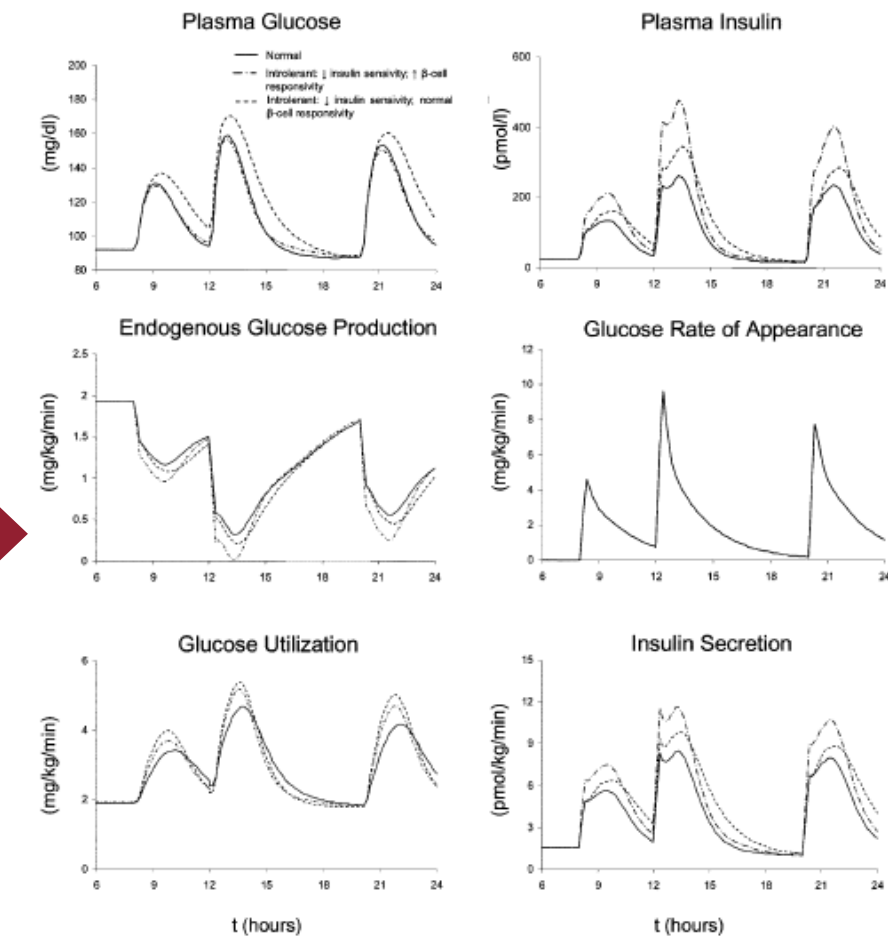 Plasma Glucose
Plasma Insulin
Normal
Intolerant: ↓ insulin sensivity; ↑ β-cell
responsivity
Intolerant: ↓ insulin sensivity; normal
β-cell responsivity
(mg/dl)
200
180
160
140
120
100
80
6 9 12 15 18 21 24
(pmol/l)
600
400
200
0
6 9 12 15 18 21 24
Endogenous Glucose Production
Glucose Rate of Appearance
(mg/kg/min)
2.5
2
1.5
1
0.5
0
6 9 12 15 18 21 24
(mg/kg/min)
12
10
8
6
4
2
0
6 9 12 15 18 21 24
Glucose Utilization
Insulin Secretion
(mg/kg/min)
6
4
2
0
6 9 12 15 18 21 24
t (hours)
(pmol/kg/min)
15
12
9
6
3
0
6 9 12 15 18 21 24
t (hours)